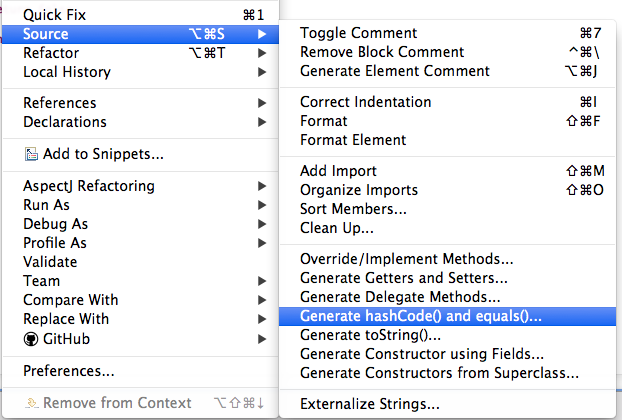 Quick Fix ⌘1
Source ⌥⌘S ▶
Refactor ⌥⌘T ▶
Local History ▶
References ▶
Declarations ▶
Add to Snippets...
AspectJ Refactoring ▶
Run As ▶
Debug As ▶
Profile As ▶
Validate
Team ▶
Compare With ▶
Replace With ▶
GitHub ▶
Preferences...
Remove from Context ⌥⇧⌘↓
Toggle Comment ⌘7
Remove Block Comment ^⌘\
Generate Element Comment ⌥⌘J
Correct Indentation ⌘I
Format ⇧⌘F
Format Element
Add Import ⇧⌘M
Organize Imports ⇧⌘O
Sort Members...
Clean Up...
Override/Implement Methods...
Generate Getters and Setters...
Generate Delegate Methods...
Generate hashCode() and equals()...
Generate toString()...
Generate Constructor using Fields...
Generate Constructors from Superclass...
Externalize Strings...